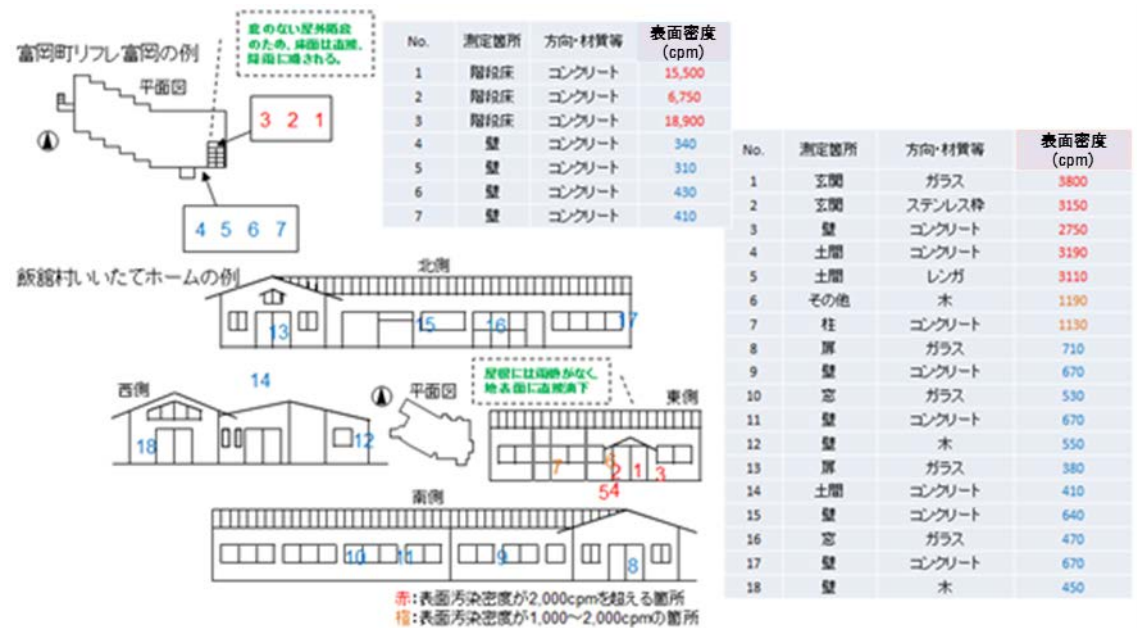 富岡町リフレ富岡の例
平面図
庇のない屋外階段
のため、床面は直接、
降雨に曝される。
3 2 1
4 5 6 7
No. 測定箇所 方向・材質等 表面密度(cpm)
1 階段床 コンクリート 15,500
2 階段床 コンクリート 6,750
3 階段床 コンクリート 18,900
4 壁 コンクリート 340
5 壁 コンクリート 310
6 壁 コンクリート 430
7 壁 コンクリート 410
飯舘村いいたてホームの例
北側
13 15 16 17
西側
14
18 12
平面図
屋根には雨樋がなく、
地表面に直接滴下
東側
7 6 2 1 3
5 4
南側
10 11 9 8
No. 測定箇所 方向・材質等 表面密度(cpm)
1 玄関 ガラス 3800
2 玄関 ステンレス枠 3150
3 壁 コンクリート 2750
4 土間 コンクリート 3190
5 土間 レンガ 3110
6 その他 木 1190
7 柱 コンクリート 1130
8 扉 ガラス 710
9 壁 コンクリート 670
10 窓 ガラス 530
11 壁 コンクリート 670
12 壁 木 550
13 扉 ガラス 380
14 土間 コンクリート 410
15 壁 コンクリート 640
16 窓 ガラス 470
17 壁 コンクリート 670
18 壁 木 450
赤：表面汚染密度が2,000cpmを超える箇所
橙：表面汚染密度が1,000～2,000cpmの箇所